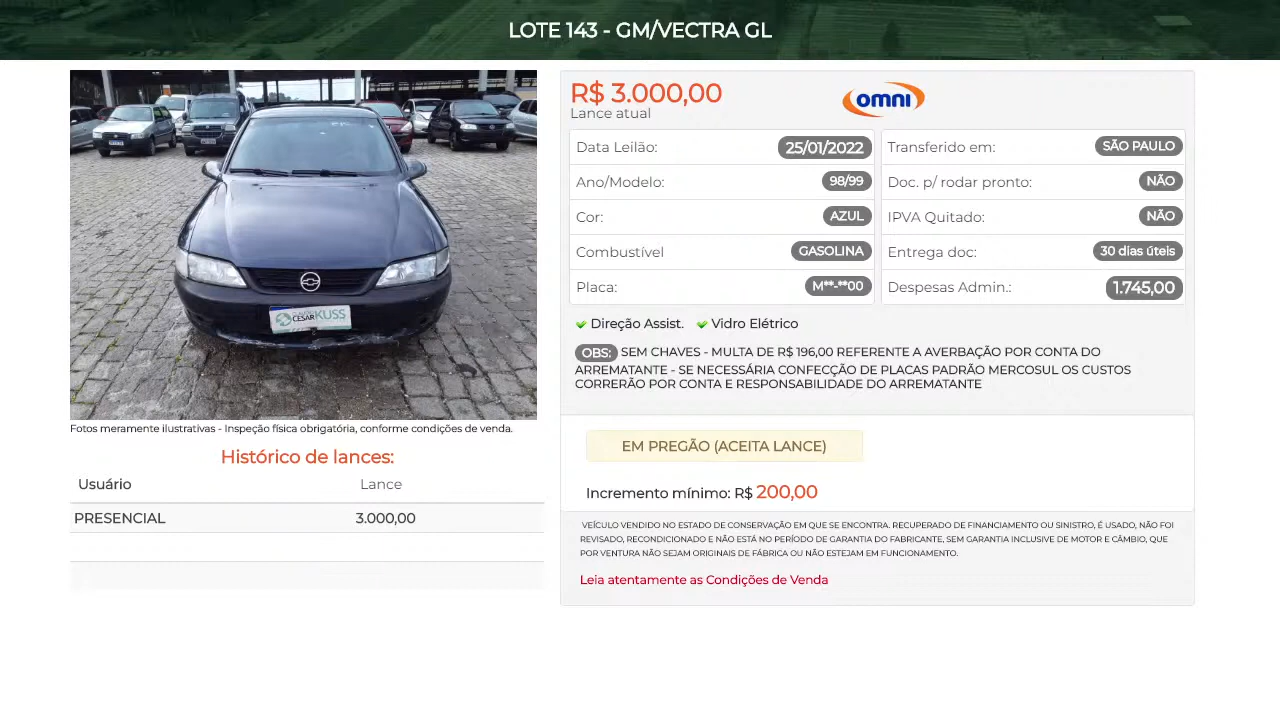 LOTE 143 - GM/VECTRA GL
CESAR KUSS
Fotos meramente ilustrativas - Inspeção física obrigatória, conforme condições de venda.
Histórico de lances:
Usuário Lance
PRESENCIAL 3.000,00
R$ 3.000,00
Lance atual
omni
Data Leilão: 25/01/2022
Ano/Modelo: 98/99
Cor: AZUL
Combustível GASOLINA
Placa: M**-**00
Transferido em: SÃO PAULO
Doc. p/ rodar pronto: NÃO
IPVA Quitado: NÃO
Entrega doc: 30 dias úteis
Despesas Admin.: 1.745,00
Direção Assist. Vidro Elétrico
OBS: SEM CHAVES - MULTA DE R$ 196,00 REFERENTE A AVERBAÇÃO POR CONTA DO
ARREMATANTE - SE NECESSÁRIA CONFECÇÃO DE PLACAS PADRÃO MERCOSUL OS CUSTOS
CORRERÃO POR CONTA E RESPONSABILIDADE DO ARREMATANTE
EM PREGÃO (ACEITA LANCE)
Incremento mínimo: R$ 200,00
VEÍCULO VENDIDO NO ESTADO DE CONSERVAÇÃO EM QUE SE ENCONTRA. RECUPERADO DE FINANCIAMENTO OU SINISTRO, É USADO, NÃO FOI
REVISADO, RECONDICIONADO E NÃO ESTÁ NO PERÍODO DE GARANTIA DO FABRICANTE, SEM GARANTIA INCLUSIVE DE MOTOR E CÂMBIO, QUE
POR VENTURA NÃO SEJAM ORIGINAIS DE FÁBRICA OU NÃO ESTEJAM EM FUNCIONAMENTO.
Leia atentamente as Condições de Venda